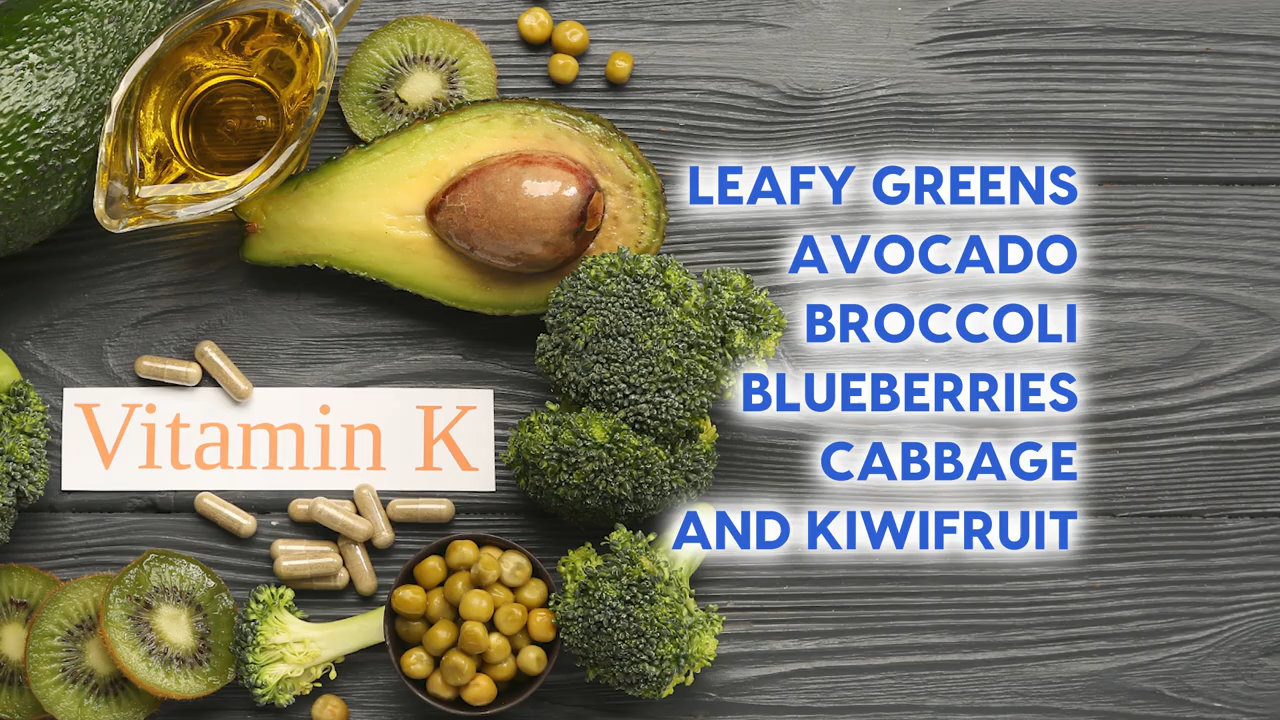 Vitamin K
LEAFY GREENS
AVOCADO
BROCCOLI
BLUEBERRIES
CABBAGE
AND KIWIFRUIT